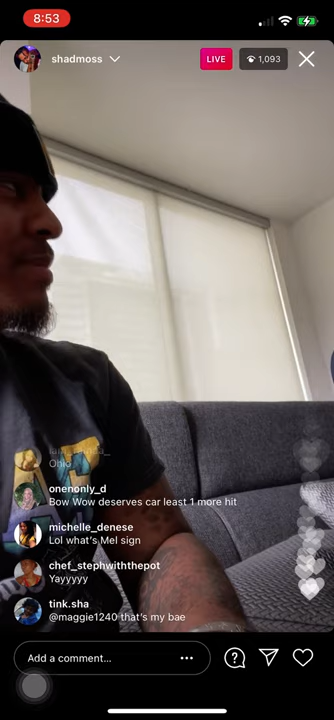 8:53
shadmoss
LIVE
1,093
Ohio
onenonly_d
Bow Wow deserves car least 1 more hit
michelle_denese
Lol what's Mel sign
chef_stephwiththepot
Yayyyyy
tink.sha
@maggie1240 that's my bae
Add a comment...